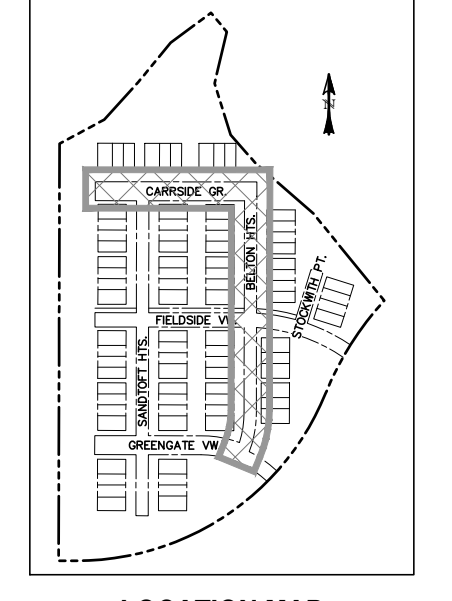 N
CARRSIDE GR.
BELTON HTS.
STOCKWITH PT.
FIELDSIDE VW.
SANDTOFT HTS.
GREENGATE VW.
LOCATION MAP